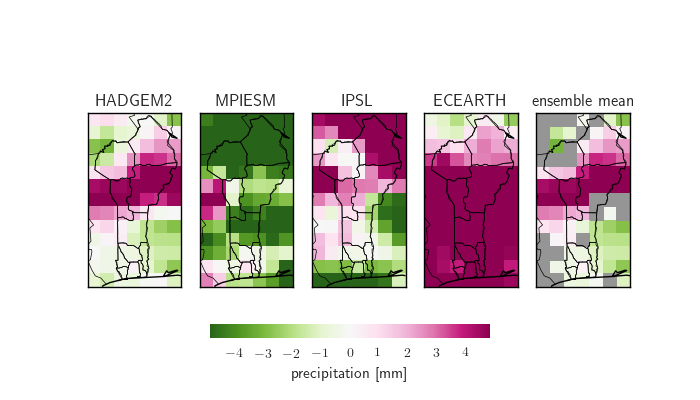 HADGEM2 MPIESM IPSL ECEARTH ensemble mean
−4 −3 −2 −1 0 1 2 3 4
precipitation [mm]